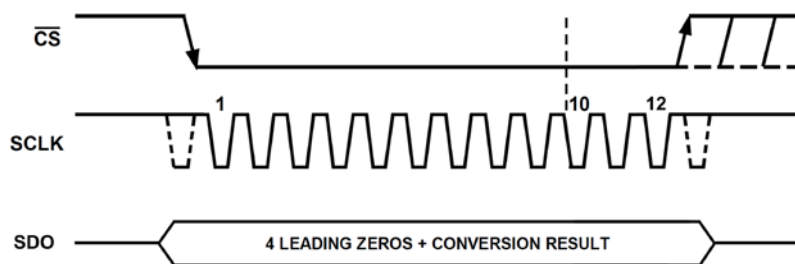 CS
1 10 12
SCLK
SDO 4 LEADING ZEROS + CONVERSION RESULT